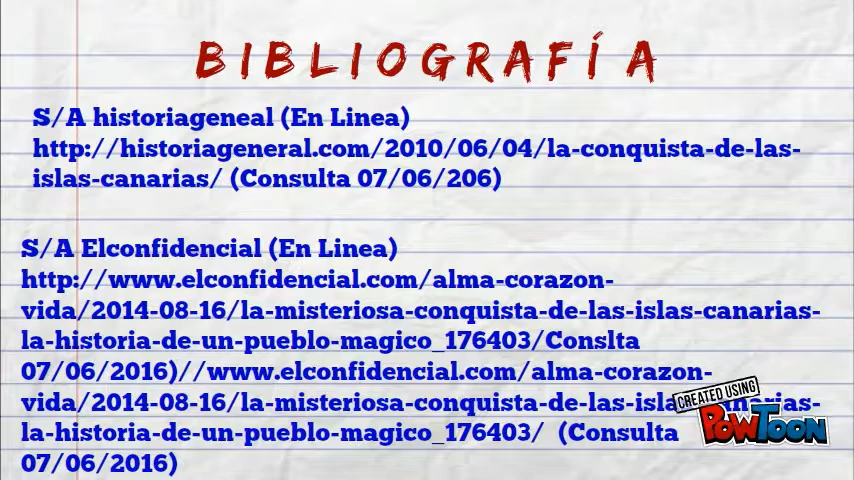 BIBLIOGRAFÍA
S/A historiageneal (En Linea)
http://historiageneral.com/2010/06/04/la-conquista-de-las-
islas-canarias/ (Consulta 07/06/206)
S/A Elconfidencial (En Linea)
http://www.elconfidencial.com/alma-corazon-
vida/2014-08-16/la-misteriosa-conquista-de-las-islas-canarias-
la-historia-de-un-pueblo-magico_176403/Conslta
07/06/2016)//www.elconfidencial.com/alma-corazon-
vida/2014-08-16/la-misteriosa-conquista-de-las-
la-historia-de-un-pueblo-magico_176403/ (Consulta
07/06/2016)
CREATED USING
POWTOON